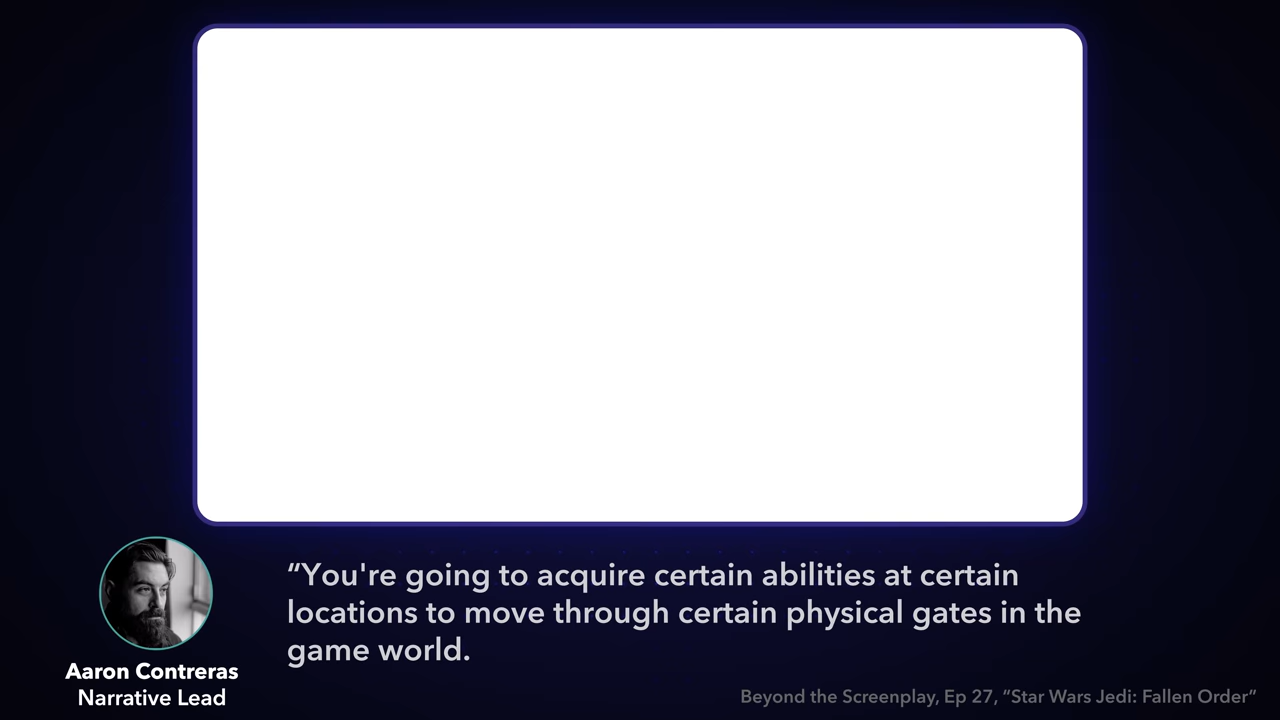 “You're going to acquire certain abilities at certain
locations to move through certain physical gates in the
game world.
Aaron Contreras
Narrative Lead
Beyond the Screenplay, Ep 27, “Star Wars Jedi: Fallen Order”